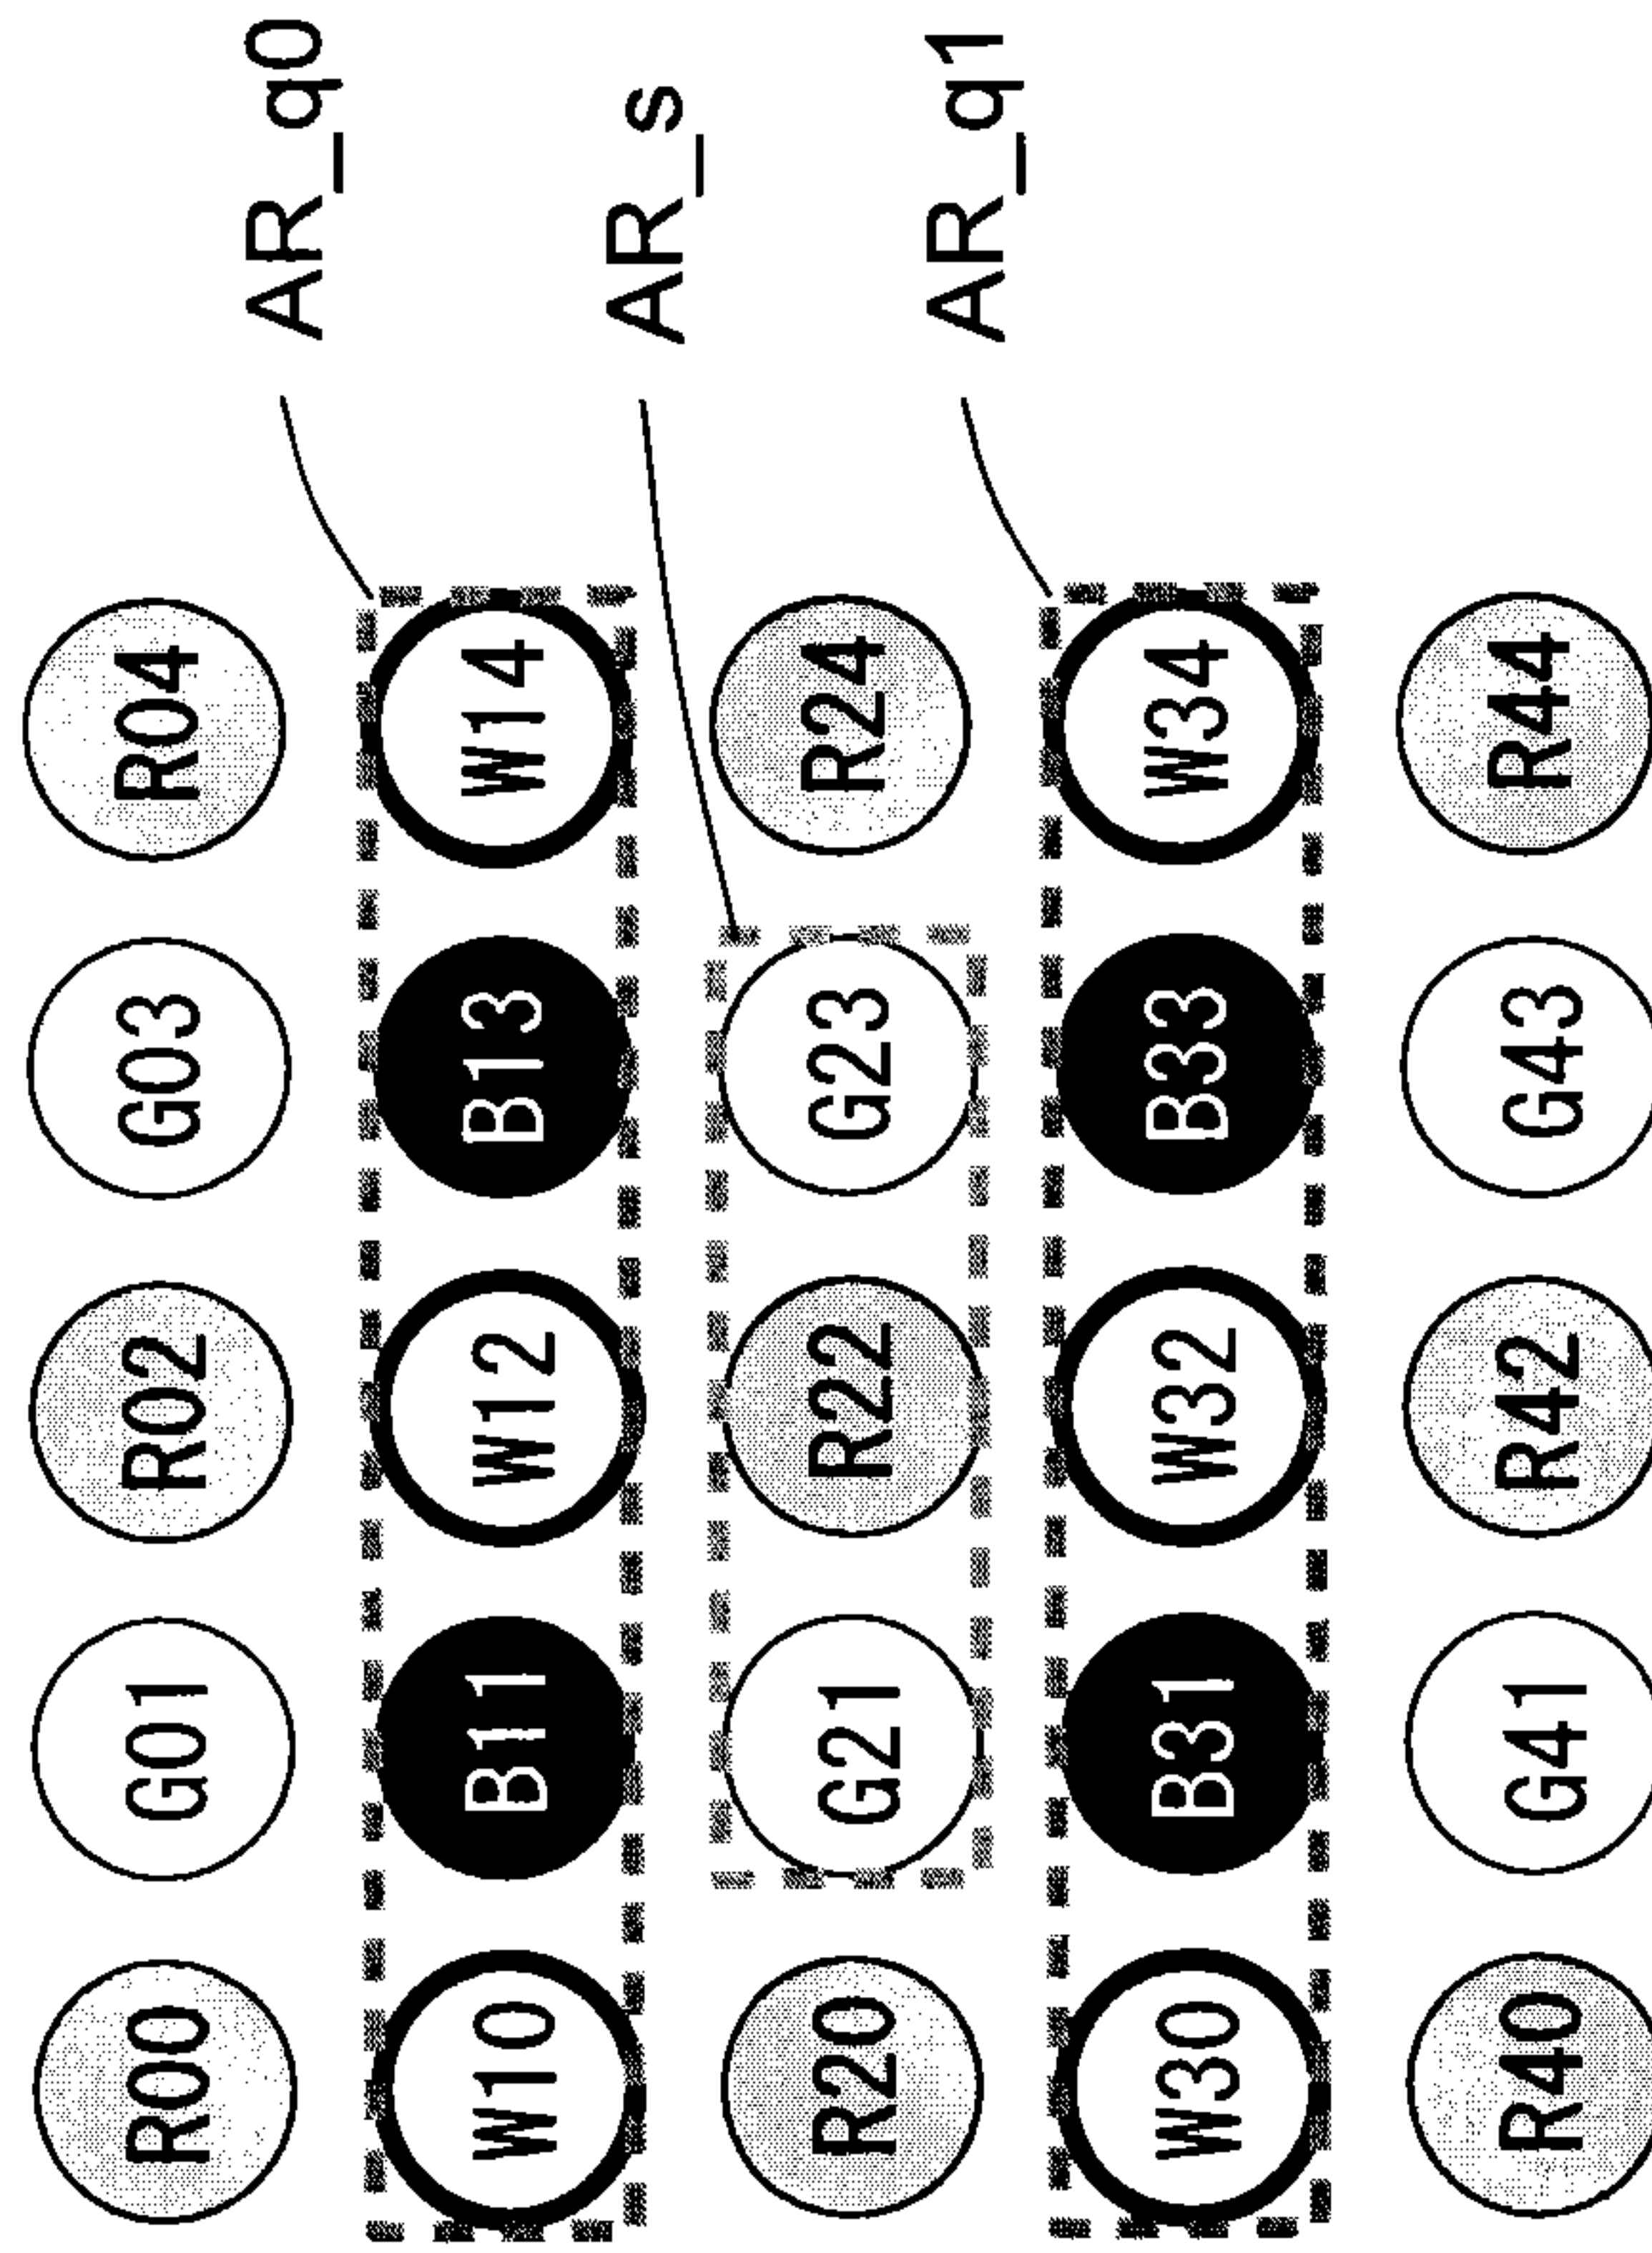 R00 G01 R02 G03 R04
AR_q0
W10 B11 W12 B13 W14
AR_s
R20 G21 R22 G23 R24
AR_q1
W30 B31 W32 B33 W34
R40 G41 R42 G43 R44